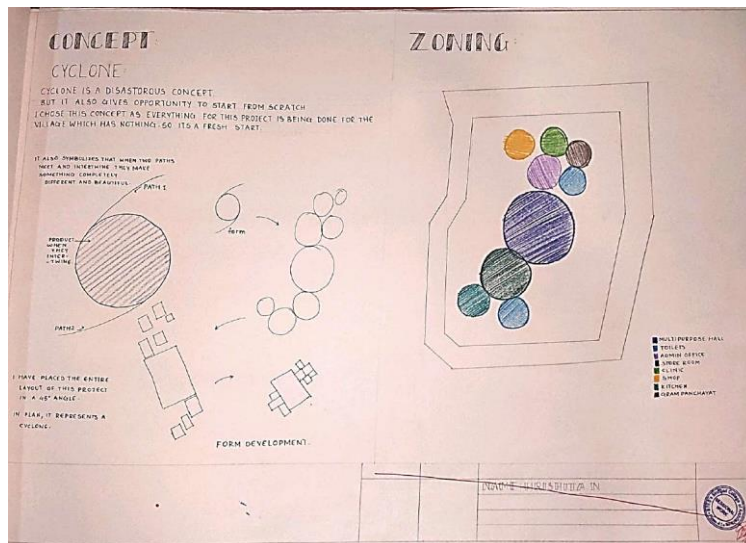 CONCEPT:
CYCLONE:
CYCLONE IS A DISASTOROUS CONCEPT.
BUT IT ALSO GIVES OPPORTUNITY TO START FROM SCRATCH
I CHOSE THIS CONCEPT AS EVERYTHING FOR THIS PROJECT IS BEING DONE FOR THE
VILLAGE WHICH HAS NOTHING. SO ITS A FRESH START.
IT ALSO SYMBOLIZES THAT WHEN TWO PATHS
MEET AND INTERTWINE THEY MAKE
SOMETHING COMPLETELY
DIFFERENT AND BEAUTIFUL
PATH 1
PRODUCT
WHEN
THEY
INTER-
TWINE
PATH2
form
I HAVE PLACED THE ENTIRE
LAYOUT OF THIS PROJECT
IN A 45° ANGLE.
IN PLAN, IT REPRESENTS A
CYCLONE.
FORM DEVELOPMENT.
ZONING:
MULTIPURPOSE HALL
TOILETS
ADMIN OFFICE
STORE ROOM
CLINIC
SHOP
KITCHEN
GRAM PANCHAYAT